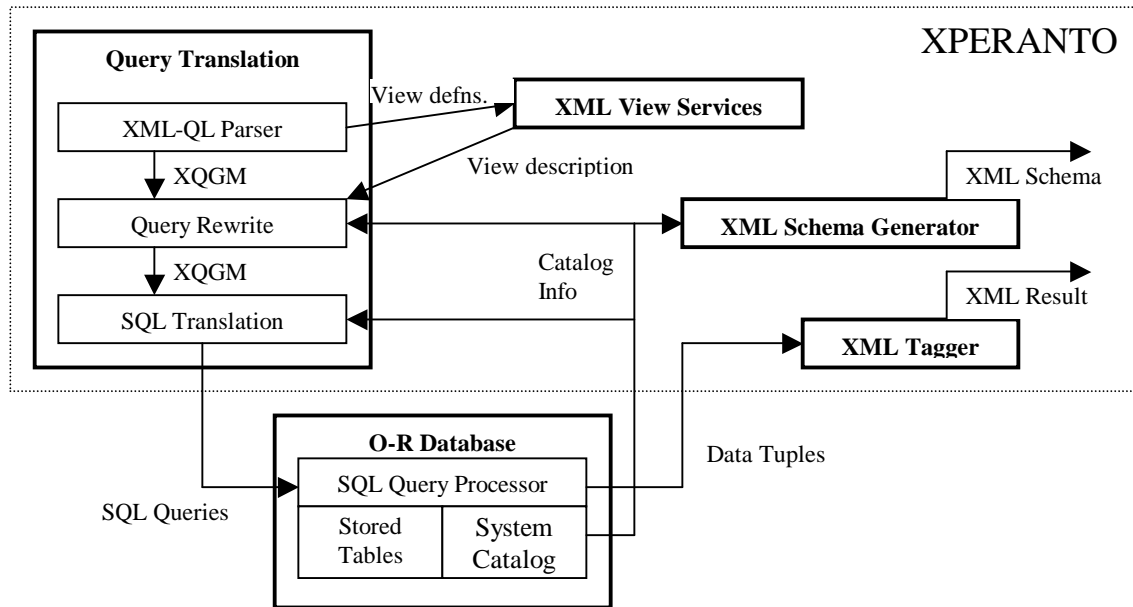 XPERANTO
Query Translation
View defns.
XML View Services
XML-QL Parser
View description
XML Schema
XQGM
Query Rewrite
XML Schema Generator
Catalog
Info
XQGM
XML Result
SQL Translation
XML Tagger
O-R Database
Data Tuples
SQL Query Processor
SQL Queries
Stored
Tables
System
Catalog